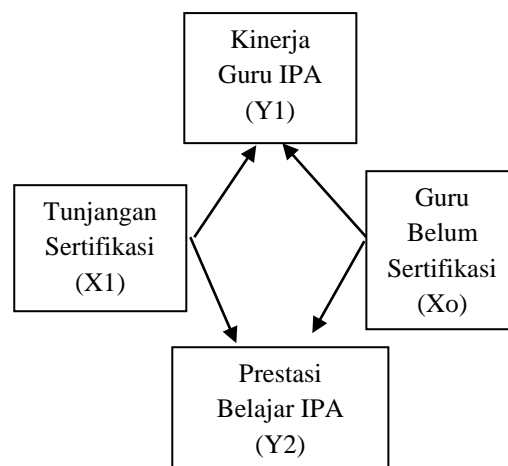 Kinerja
Guru IPA
(Y1)
Tunjangan
Sertifikasi
(X1)
Guru
Belum
Sertifikasi
(Xo)
Prestasi
Belajar IPA
(Y2)